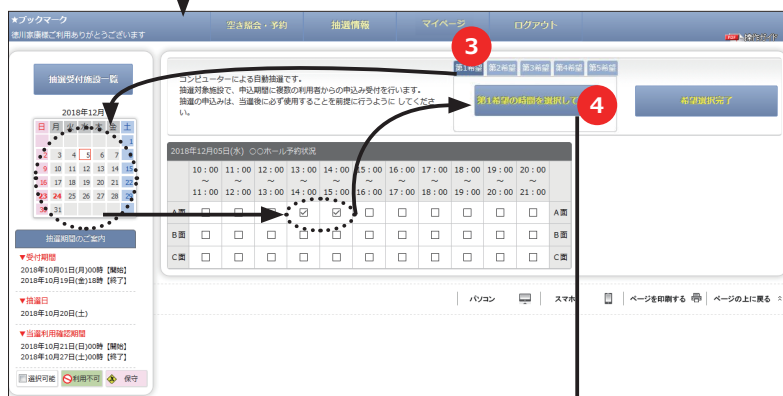 ★ブックマーク
徳川家康様ご利用ありがとうございます
空き照会・予約
抽選情報
マイページ
ログアウト
操作ガイド
3
抽選受付施設一覧
コンピューターによる自動抽選です。
抽選対象施設で、申込期間に複数の利用者からの申込み受付を行います。
抽選の申込みは、当選後に必ず使用することを前提に行うように してくださ
い。
第1希望 第2希望 第3希望 第4希望 第5希望
第1希望の時間を選択して
4
希望選択完了
2018年12月
日 月 火 水 木 金 土
1
2 3 4 5 6 7
9 10 11 12 13 14 15
16 17 18 19 20 21 22
23 24 25 26 27 28
31
2018年12月05日(水) 〇〇ホール予約状況
10:00 11:00 12:00 13:00 14:00 15:00 16:00 17:00 18:00 19:00 20:00
～ ～ ～ ～ ～ ～ ～ ～ ～ ～ ～
11:00 12:00 13:00 14:00 15:00 16:00 17:00 18:00 19:00 20:00 21:00
A面 A面
B面 B面
C面 C面
抽選期間のご案内
▼受付期間
2018年10月01日(月)00時【開始】
2018年10月19日(金)18時【終了】
▼抽選日
2018年10月20日(土)
▼当選利用確認期間
2018年10月21日(日)00時【開始】
2018年10月27日(土)00時【終了】
選択可能 利用不可 保守
パソコン スマホ ページを印刷する ページの上に戻る